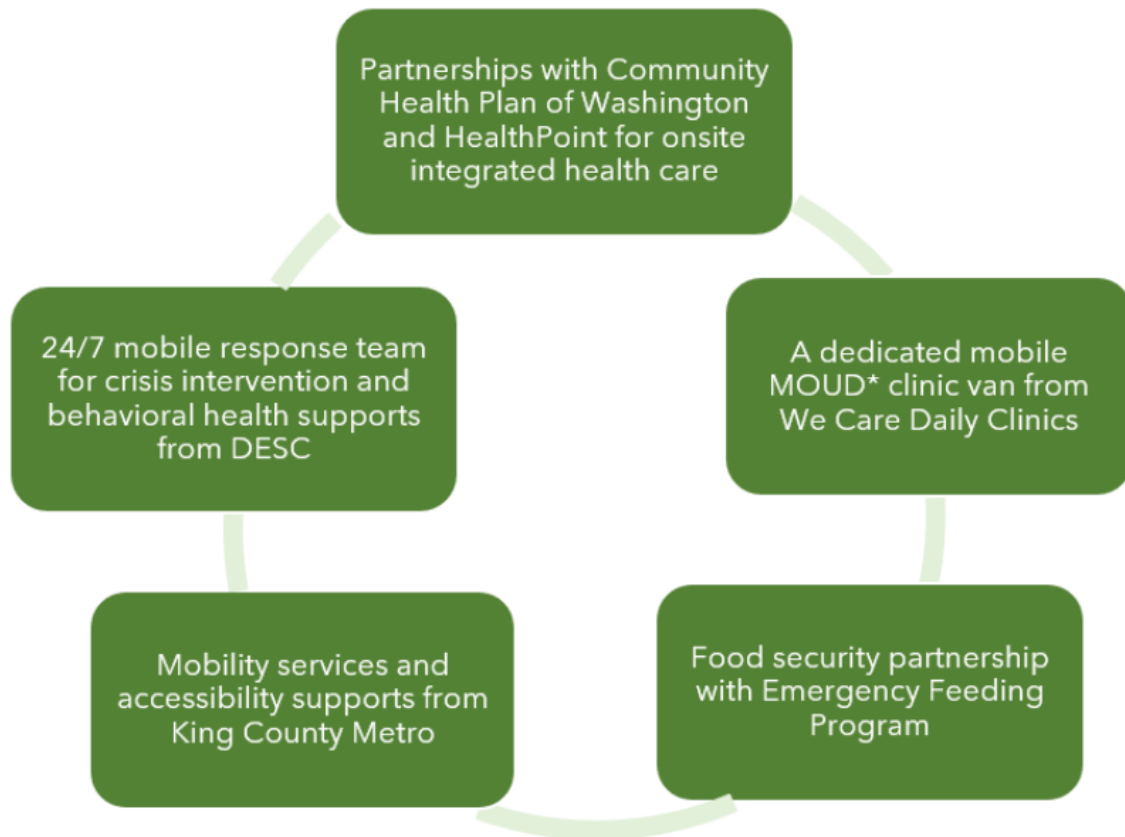 Partnerships with Community
Health Plan of Washington
and HealthPoint for onsite
integrated health care
24/7 mobile response team
for crisis intervention and
behavioral health supports
from DESC
A dedicated mobile
MOUD* clinic van from
We Care Daily Clinics
Mobility services and
accessibility supports from
King County Metro
Food security partnership
with Emergency Feeding
Program